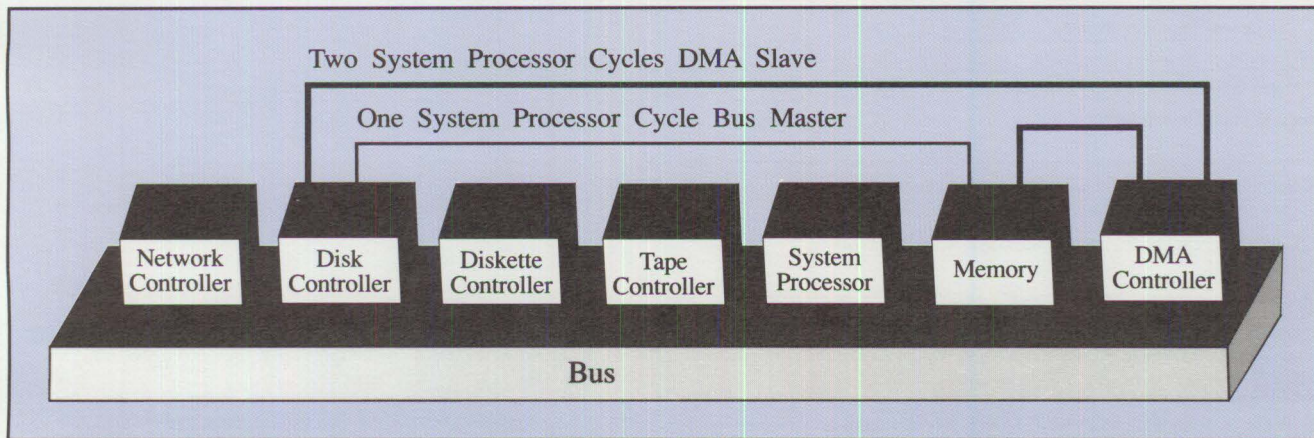 Two System Processor Cycles DMA Slave
One System Processor Cycle Bus Master
Network
Controller
Disk
Controller
Diskette
Controller
Tape
Controller
System
Processor
Memory
DMA
Controller
Bus